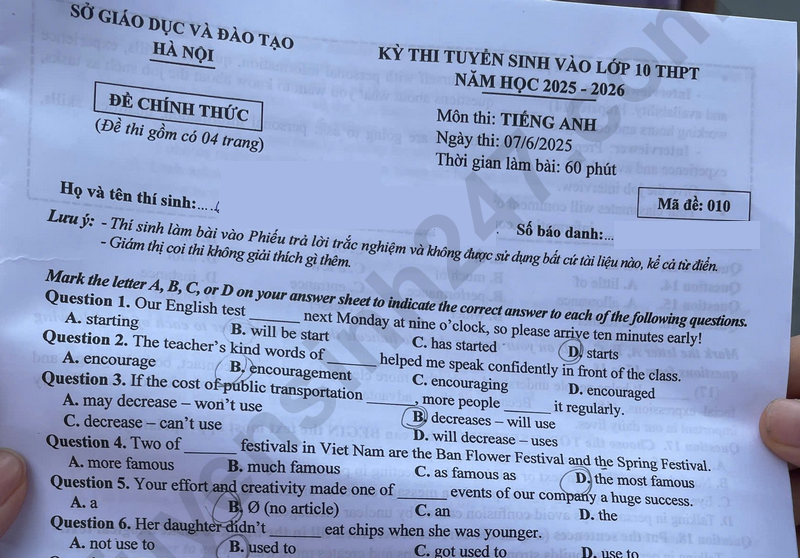 SỞ GIÁO DỤC VÀ ĐÀO TẠO
HÀ NỘI
ĐỀ CHÍNH THỨC
(Đề thi gồm có 04 trang)
KỲ THI TUYỂN SINH VÀO LỚP 10 THPT
NĂM HỌC 2025 - 2026
Môn thi: TIẾNG ANH
Ngày thi: 07/6/2025
Thời gian làm bài: 60 phút
Mã đề: 010
Họ và tên thí sinh:....
Số báo danh:...
Lưu ý: - Thí sinh làm bài vào Phiếu trả lời trắc nghiệm và không được sử dụng bất cứ tài liệu nào, kể cả từ điển.
- Giám thị coi thi không giải thích gì thêm.
Mark the letter A, B, C, or D on your answer sheet to indicate the correct answer to each of the following questions.
Question 1. Our English test ______ next Monday at nine o'clock, so please arrive ten minutes early!
A. starting B. will be start C. has started D. starts
Question 2. The teacher's kind words of ______ helped me speak confidently in front of the class.
A. encourage B. encouragement C. encouraging D. encouraged
Question 3. If the cost of public transportation ______, more people ______ it regularly.
A. may decrease – won't use B. decreases – will use
C. decrease – can't use D. will decrease – uses
Question 4. Two of ______ festivals in Viet Nam are the Ban Flower Festival and the Spring Festival.
A. more famous B. much famous C. as famous as D. the most famous
Question 5. Your effort and creativity made one of ______ events of our company a huge success.
A. a B. Ø (no article) C. an D. the
Question 6. Her daughter didn't ______ eat chips when she was younger.
A. not use to B. used to C. got used to D. use to